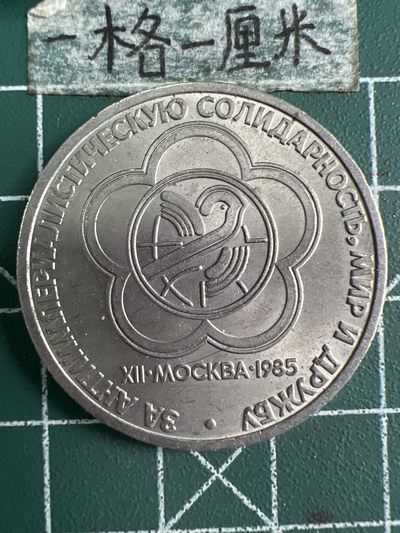 一格一厘米
ЗА АНТИИМПЕРИАЛИСТИЧЕСКУЮ СОЛИДАРНОСТЬ, МИР И ДРУЖБУ
XII·МОСКВА·1985